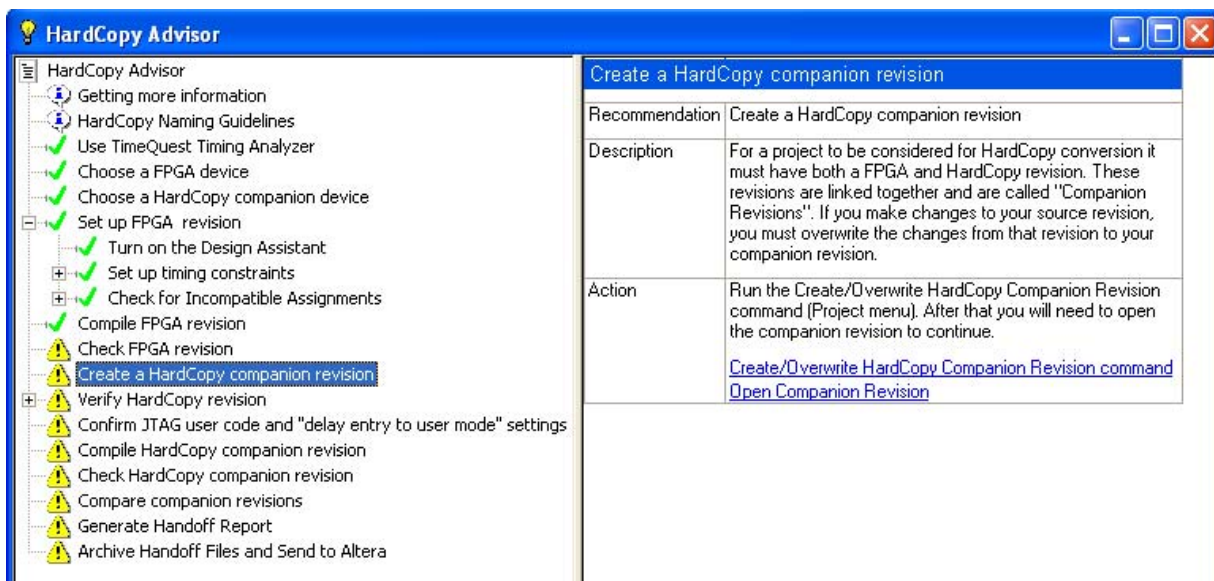 HardCopy Advisor
HardCopy Advisor
Getting more information
HardCopy Naming Guidelines
Use TimeQuest Timing Analyzer
Choose a FPGA device
Choose a HardCopy companion device
Set up FPGA revision
Turn on the Design Assistant
Set up timing constraints
Check for Incompatible Assignments
Compile FPGA revision
Check FPGA revision
Create a HardCopy companion revision
Verify HardCopy revision
Confirm JTAG user code and "delay entry to user mode" settings
Compile HardCopy companion revision
Check HardCopy companion revision
Compare companion revisions
Generate Handoff Report
Archive Handoff Files and Send to Altera
Create a HardCopy companion revision
Recommendation Create a HardCopy companion revision
Description For a project to be considered for HardCopy conversion it
must have both a FPGA and HardCopy revision. These
revisions are linked together and are called "Companion
Revisions". If you make changes to your source revision,
you must overwrite the changes from that revision to your
companion revision.
Action Run the Create/Overwrite HardCopy Companion Revision
command (Project menu). After that you will need to open
the companion revision to continue.
Create/Overwrite HardCopy Companion Revision command
Open Companion Revision